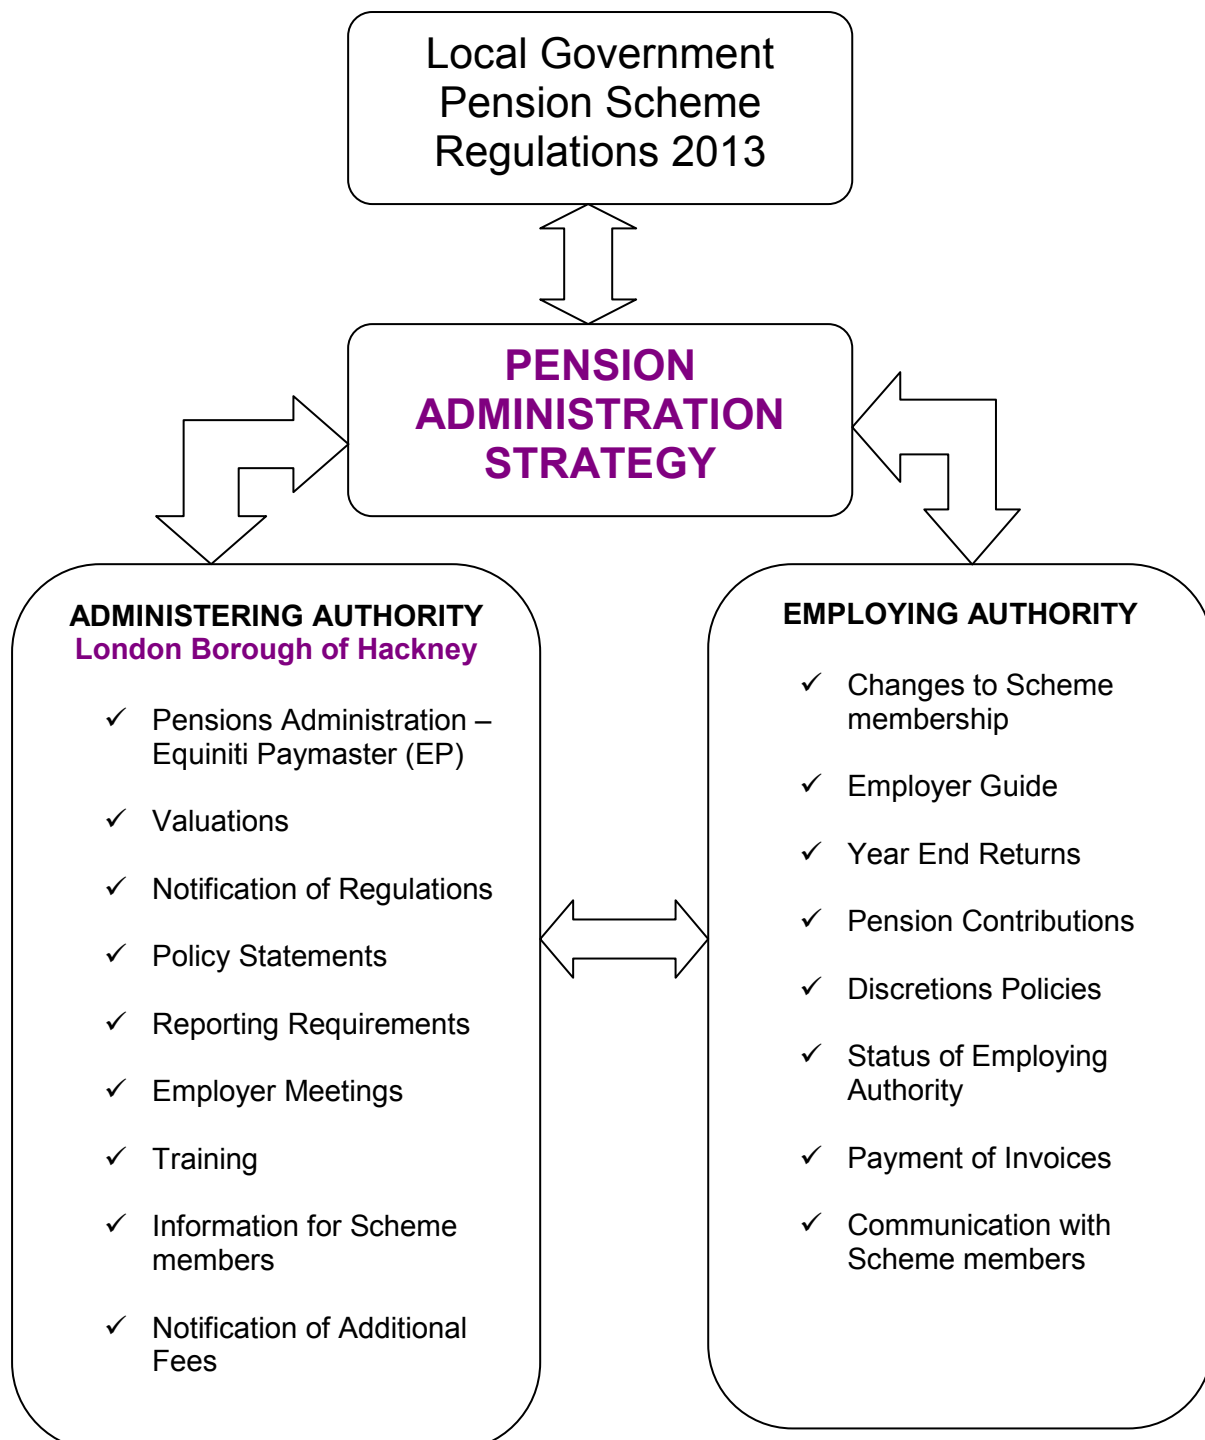 Local Government
Pension Scheme
Regulations 2013
PENSION
ADMINISTRATION
STRATEGY
ADMINISTERING AUTHORITY
London Borough of Hackney
✓ Pensions Administration –
Equiniti Paymaster (EP)
✓ Valuations
✓ Notification of Regulations
✓ Policy Statements
✓ Reporting Requirements
✓ Employer Meetings
✓ Training
✓ Information for Scheme
members
✓ Notification of Additional
Fees
EMPLOYING AUTHORITY
✓ Changes to Scheme
membership
✓ Employer Guide
✓ Year End Returns
✓ Pension Contributions
✓ Discretions Policies
✓ Status of Employing
Authority
✓ Payment of Invoices
✓ Communication with
Scheme members